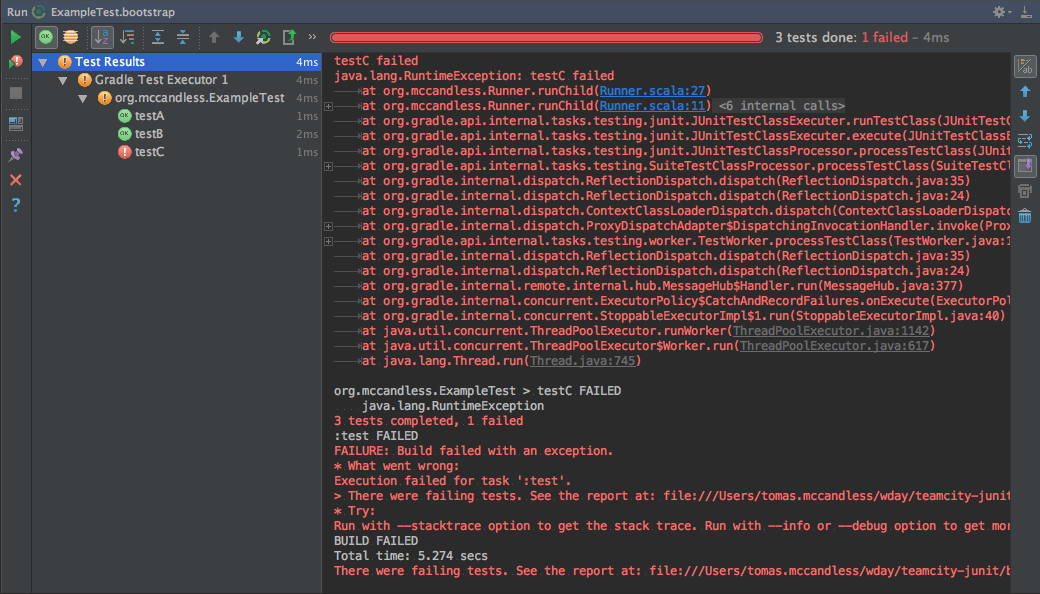 Run ExampleTest.bootstrap
3 tests done: 1 failed – 4ms
Test Results 4ms
Gradle Test Executor 1 4ms
org.mccandless.ExampleTest 4ms
OK testA 1ms
OK testB 2ms
testC 1ms
testC failed
java.lang.RuntimeException: testC failed
at org.mccandless.Runner.runChild(Runner.scala:27)
at org.mccandless.Runner.runChild(Runner.scala:11) <6 internal calls>
at org.gradle.api.internal.tasks.testing.junit.JUnitTestClassExecuter.runTestClass(JUnitTestC
at org.gradle.api.internal.tasks.testing.junit.JUnitTestClassExecuter.execute(JUnitTestClassE
at org.gradle.api.internal.tasks.testing.junit.JUnitTestClassProcessor.processTestClass(JUnit
at org.gradle.api.internal.tasks.testing.SuiteTestClassProcessor.processTestClass(SuiteTestCl
at org.gradle.internal.dispatch.ReflectionDispatch.dispatch(ReflectionDispatch.java:35)
at org.gradle.internal.dispatch.ReflectionDispatch.dispatch(ReflectionDispatch.java:24)
at org.gradle.internal.dispatch.ContextClassLoaderDispatch.dispatch(ContextClassLoaderDispatc
at org.gradle.internal.dispatch.ProxyDispatchAdapter$DispatchingInvocationHandler.invoke(Prox
at org.gradle.api.internal.tasks.testing.worker.TestWorker.processTestClass(TestWorker.java:1
at org.gradle.internal.dispatch.ReflectionDispatch.dispatch(ReflectionDispatch.java:35)
at org.gradle.internal.dispatch.ReflectionDispatch.dispatch(ReflectionDispatch.java:24)
at org.gradle.internal.remote.internal.hub.MessageHub$Handler.run(MessageHub.java:377)
at org.gradle.internal.concurrent.ExecutorPolicy$CatchAndRecordFailures.onExecute(ExecutorPol
at org.gradle.internal.concurrent.StoppableExecutorImpl$1.run(StoppableExecutorImpl.java:40)
at java.util.concurrent.ThreadPoolExecutor.runWorker(ThreadPoolExecutor.java:1142)
at java.util.concurrent.ThreadPoolExecutor$Worker.run(ThreadPoolExecutor.java:617)
at java.lang.Thread.run(Thread.java:745)
org.mccandless.ExampleTest > testC FAILED
java.lang.RuntimeException
3 tests completed, 1 failed
:test FAILED
FAILURE: Build failed with an exception.
* What went wrong:
Execution failed for task ':test'.
> There were failing tests. See the report at: file:///Users/tomas.mccandless/wday/teamcity-junit
* Try:
Run with --stacktrace option to get the stack trace. Run with --info or --debug option to get mor
BUILD FAILED
Total time: 5.274 secs
There were failing tests. See the report at: file:///Users/tomas.mccandless/wday/teamcity-junit/b